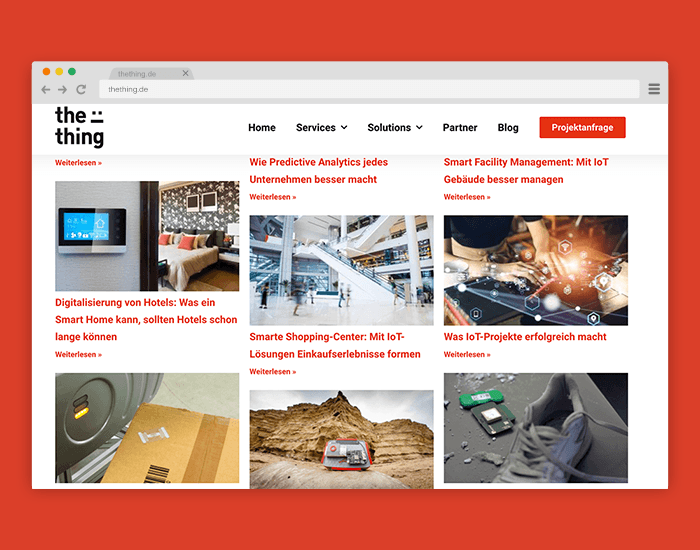 thething.de
thething.de
the
thing
Home
Services
Solutions
Partner
Blog
Projektanfrage
Weiterlesen »
Wie Predictive Analytics jedes
Unternehmen besser macht
Weiterlesen »
Smart Facility Management: Mit IoT
Gebäude besser managen
Weiterlesen »
Digitalisierung von Hotels: Was ein
Smart Home kann, sollten Hotels schon
lange können
Weiterlesen »
Smarte Shopping-Center: Mit IoT-
Lösungen Einkaufserlebnisse formen
Weiterlesen »
Was IoT-Projekte erfolgreich macht
Weiterlesen »